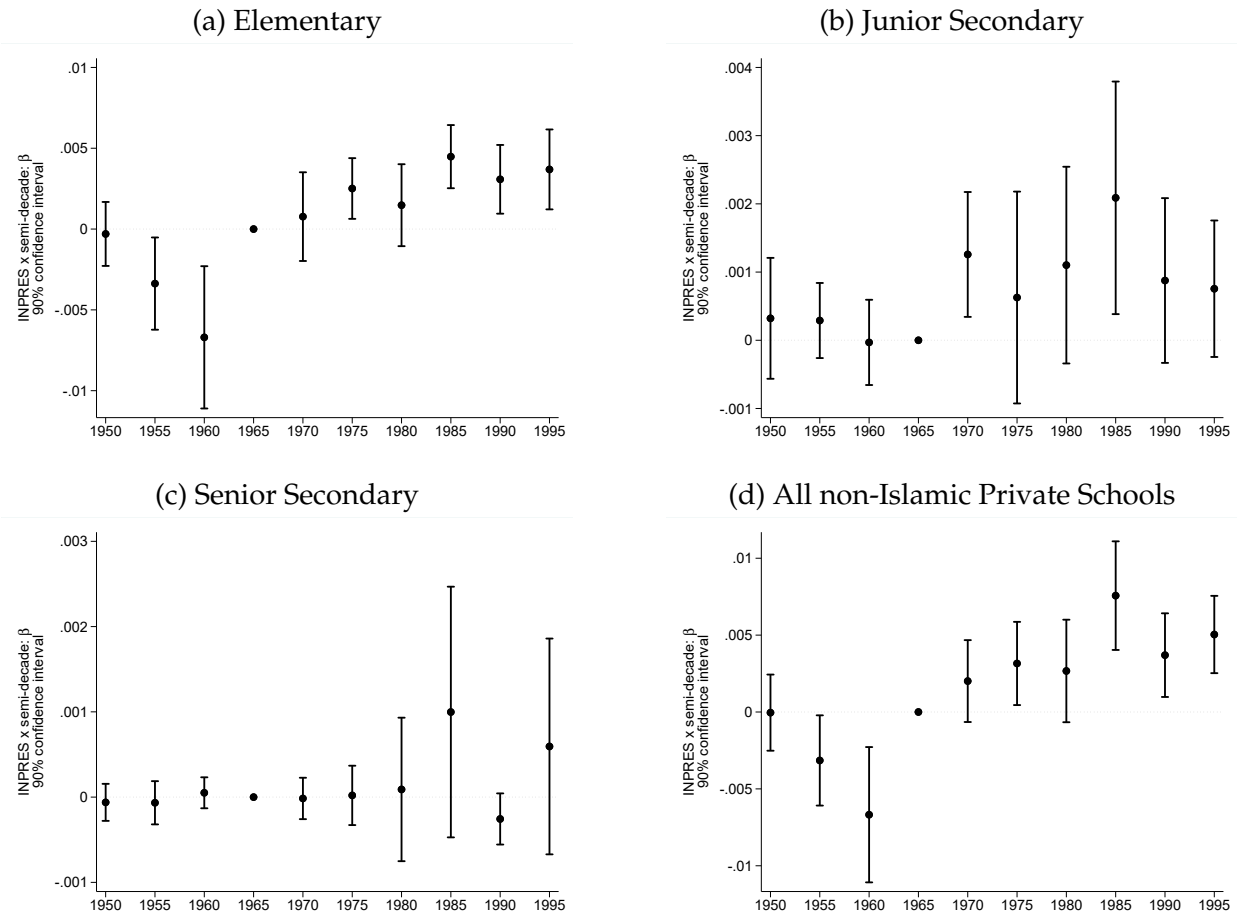 (a) Elementary
.01
.005
0
-.005
-.01
INPRES x semi-decade: β
90% confidence interval
1950 1955 1960 1965 1970 1975 1980 1985 1990 1995
(b) Junior Secondary
.004
.003
.002
.001
0
-.001
INPRES x semi-decade: β
90% confidence interval
1950 1955 1960 1965 1970 1975 1980 1985 1990 1995
(c) Senior Secondary
.003
.002
.001
0
-.001
INPRES x semi-decade: β
90% confidence interval
1950 1955 1960 1965 1970 1975 1980 1985 1990 1995
(d) All non-Islamic Private Schools
.01
.005
0
-.005
-.01
INPRES x semi-decade: β
90% confidence interval
1950 1955 1960 1965 1970 1975 1980 1985 1990 1995